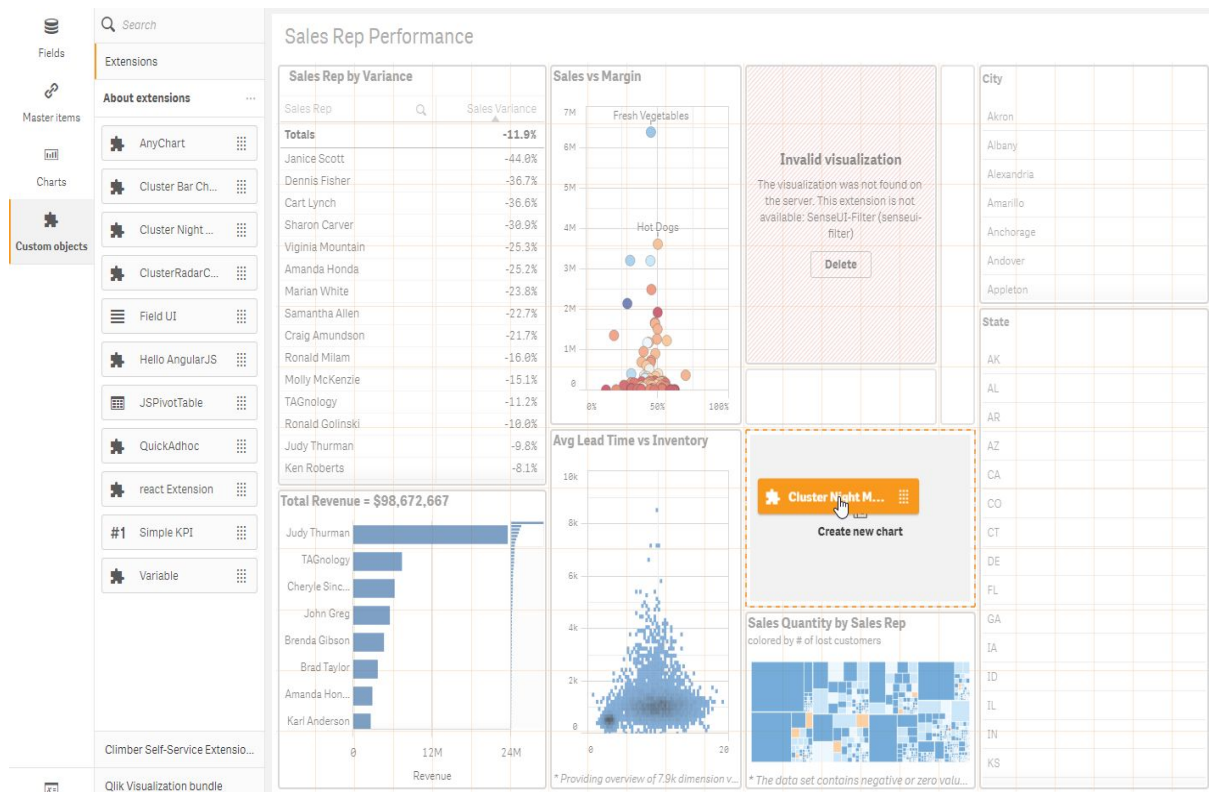 Fields
Master items
Charts
Custom objects
Search
Extensions
About extensions
...
AnyChart
Cluster Bar Ch...
Cluster Night ...
ClusterRadarC...
Field UI
Hello AngularJS
JSPivotTable
QuickAdhoc
react Extension
#1 Simple KPI
Variable
Climber Self-Service Extensio...
Qlik Visualization bundle
Sales Rep Performance
Sales Rep by Variance
Sales Rep Sales Variance
Totals -11.9%
Janice Scott -44.0%
Dennis Fisher -36.7%
Cart Lynch -36.6%
Sharon Carver -30.9%
Viginia Mountain -25.3%
Amanda Honda -25.2%
Marian White -23.8%
Samantha Allen -22.7%
Craig Amundson -21.7%
Ronald Milam -16.0%
Molly McKenzie -15.1%
TAGnology -11.2%
Ronald Golinski -10.0%
Judy Thurman -9.8%
Ken Roberts -8.1%
Total Revenue = $98,672,667
Judy Thurman
TAGnology
Cheryle Sinc...
John Greg
Brenda Gibson
Brad Taylor
Amanda Hon...
Karl Anderson
0 12M 24M
Revenue
Sales vs Margin
7M
Fresh Vegetables
6M
5M
4M
Hot Dogs
3M
2M
1M
0
0% 50% 100%
Avg Lead Time vs Inventory
10k
8k
6k
4k
2k
0
0 20
* Providing overview of 7.9k dimension v...
Invalid visualization
The visualization was not found on
the server. This extension is not
available: SenseUI-Filter (senseui-
filter)
Delete
Cluster Night M...
Create new chart
Sales Quantity by Sales Rep
colored by # of lost customers
* The data set contains negative or zero valu...
City
Akron
Albany
Alexandria
Amarillo
Anchorage
Andover
Appleton
State
AK
AL
AR
AZ
CA
CO
CT
DE
FL
GA
IA
ID
IL
IN
KS